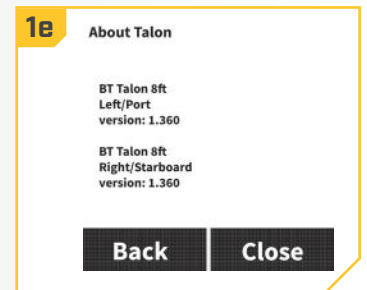 1e
About Talon
BT Talon 8ft
Left/Port
version: 1.360
BT Talon 8ft
Right/Starboard
version: 1.360
Back
Close